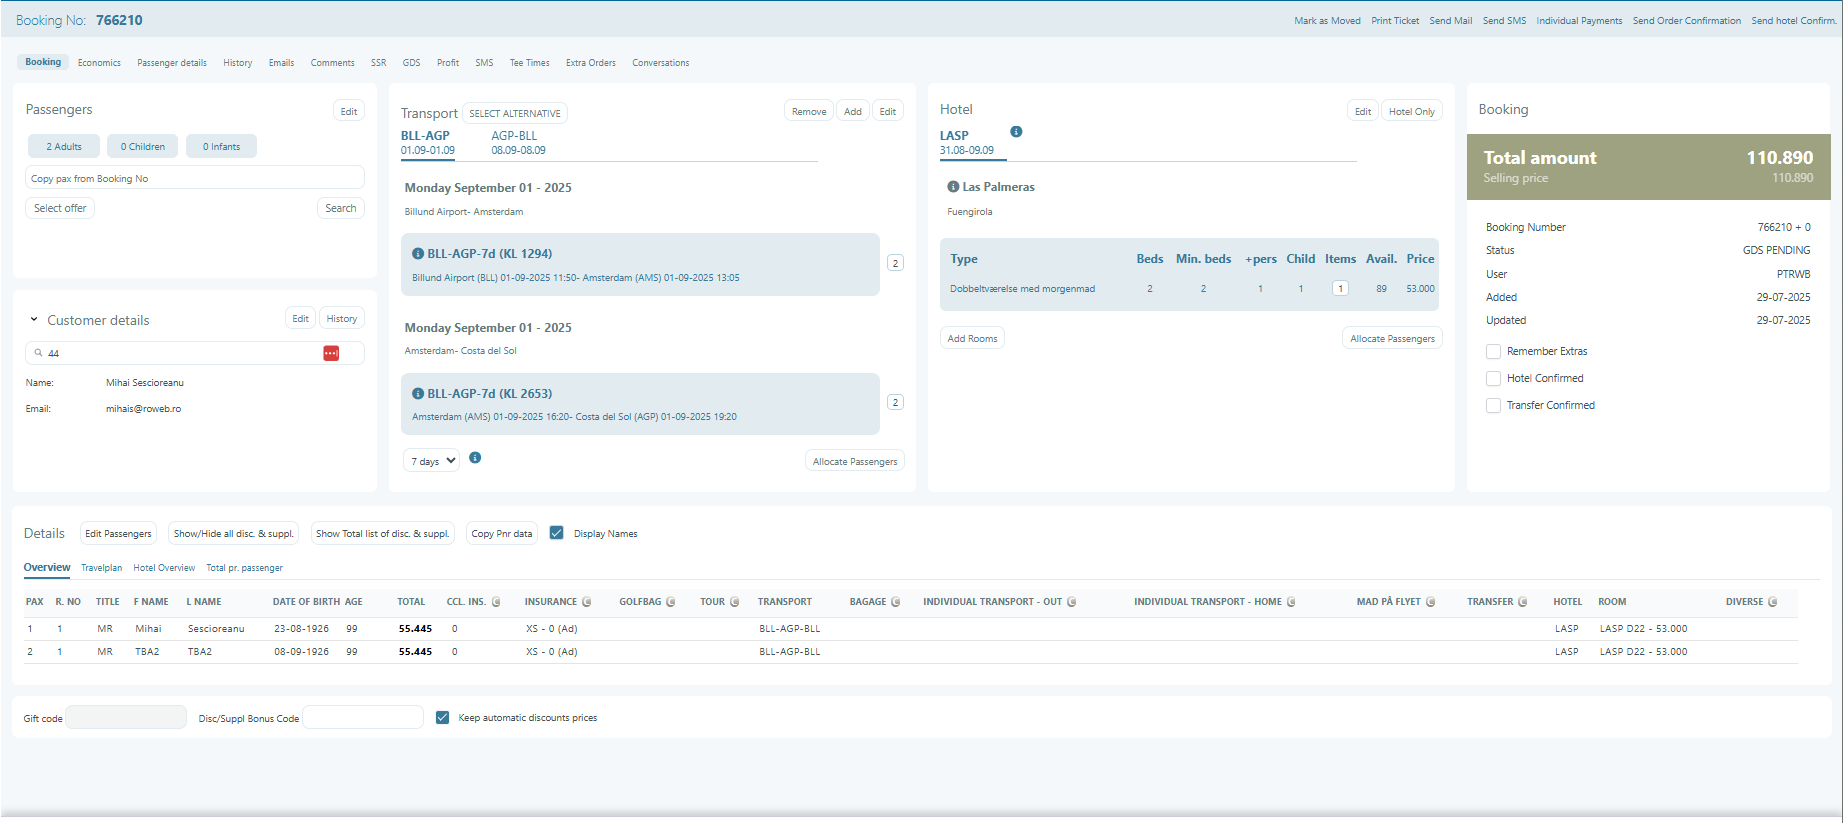 Booking No: 766210
Mark as Moved Print Ticket Send Mail Send SMS Individual Payments Send Order Confirmation Send hotel Confirm.
Booking Economics Passenger details History Emails Comments SSR GDS Profit SMS Tee Times Extra Orders Conversations
Passengers
Edit
2 Adults 0 Children 0 Infants
Copy pax from Booking No
Select offer Search
Customer details
Edit History
44
Name: Mihai Sescioreanu
Email: mihais@roweb.ro
Transport SELECT ALTERNATIVE
Remove Add Edit
BLL-AGP AGP-BLL
01.09-01.09 08.09-08.09
Monday September 01 - 2025
Billund Airport- Amsterdam
BLL-AGP-7d (KL 1294)
Billund Airport (BLL) 01-09-2025 11:50- Amsterdam (AMS) 01-09-2025 13:05
2
Monday September 01 - 2025
Amsterdam- Costa del Sol
BLL-AGP-7d (KL 2653)
Amsterdam (AMS) 01-09-2025 16:20- Costa del Sol (AGP) 01-09-2025 19:20
2
7 days
Allocate Passengers
Hotel
Edit Hotel Only
LASP
31.08-09.09
Las Palmeras
Fuengirola
Type Beds Min. beds +pers Child Items Avail. Price
Dobbeltværelse med morgenmad 2 2 1 1 1 89 53.000
Add Rooms Allocate Passengers
Booking
Total amount 110.890
Selling price 110.890
Booking Number 766210 + 0
Status GDS PENDING
User PTRWB
Added 29-07-2025
Updated 29-07-2025
Remember Extras
Hotel Confirmed
Transfer Confirmed
Details Edit Passengers Show/Hide all disc. & suppl. Show Total list of disc. & suppl. Copy Pnr data Display Names
Overview Travelplan Hotel Overview Total pr. passenger
PAX R. NO TITLE F NAME L NAME DATE OF BIRTH AGE TOTAL CCL. INS. C INSURANCE C GOLFBAG C TOUR C TRANSPORT BAGAGE C INDIVIDUAL TRANSPORT - OUT C INDIVIDUAL TRANSPORT - HOME C MAD PÅ FLYET C TRANSFER C HOTEL ROOM DIVERSE C
1 1 MR Mihai Sescioreanu 23-08-1926 99 55.445 0 XS - 0 (Ad) BLL-AGP-BLL LASP LASP D22 - 53.000
2 1 MR TBA2 TBA2 08-09-1926 99 55.445 0 XS - 0 (Ad) BLL-AGP-BLL LASP LASP D22 - 53.000
Gift code Disc/Suppl Bonus Code Keep automatic discounts prices